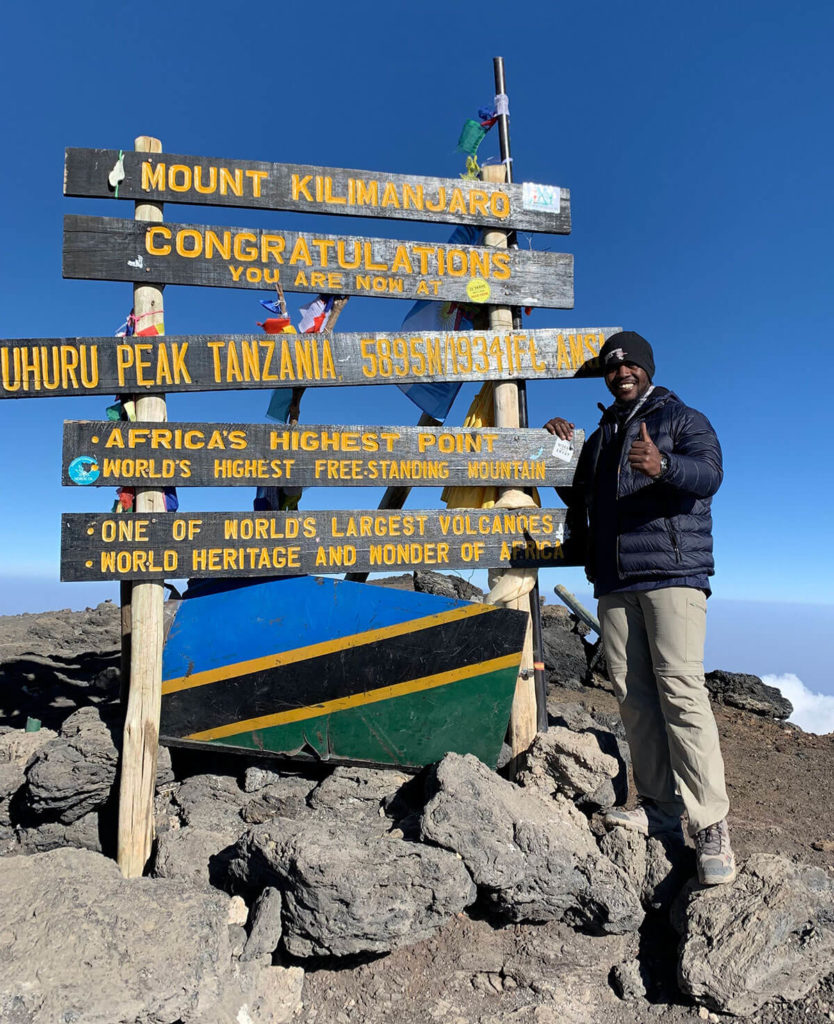 MOUNT KILIMANJARO
CONGRATULATIONS
YOU ARE NOW AT
UHURU PEAK TANZANIA 5895M/19341Ft. AMSL
• AFRICA'S HIGHEST POINT
• WORLD'S HIGHEST FREE-STANDING MOUNTAIN
• ONE OF WORLD'S LARGEST VOLCANOES
• WORLD HERITAGE AND WONDER OF AFRICA